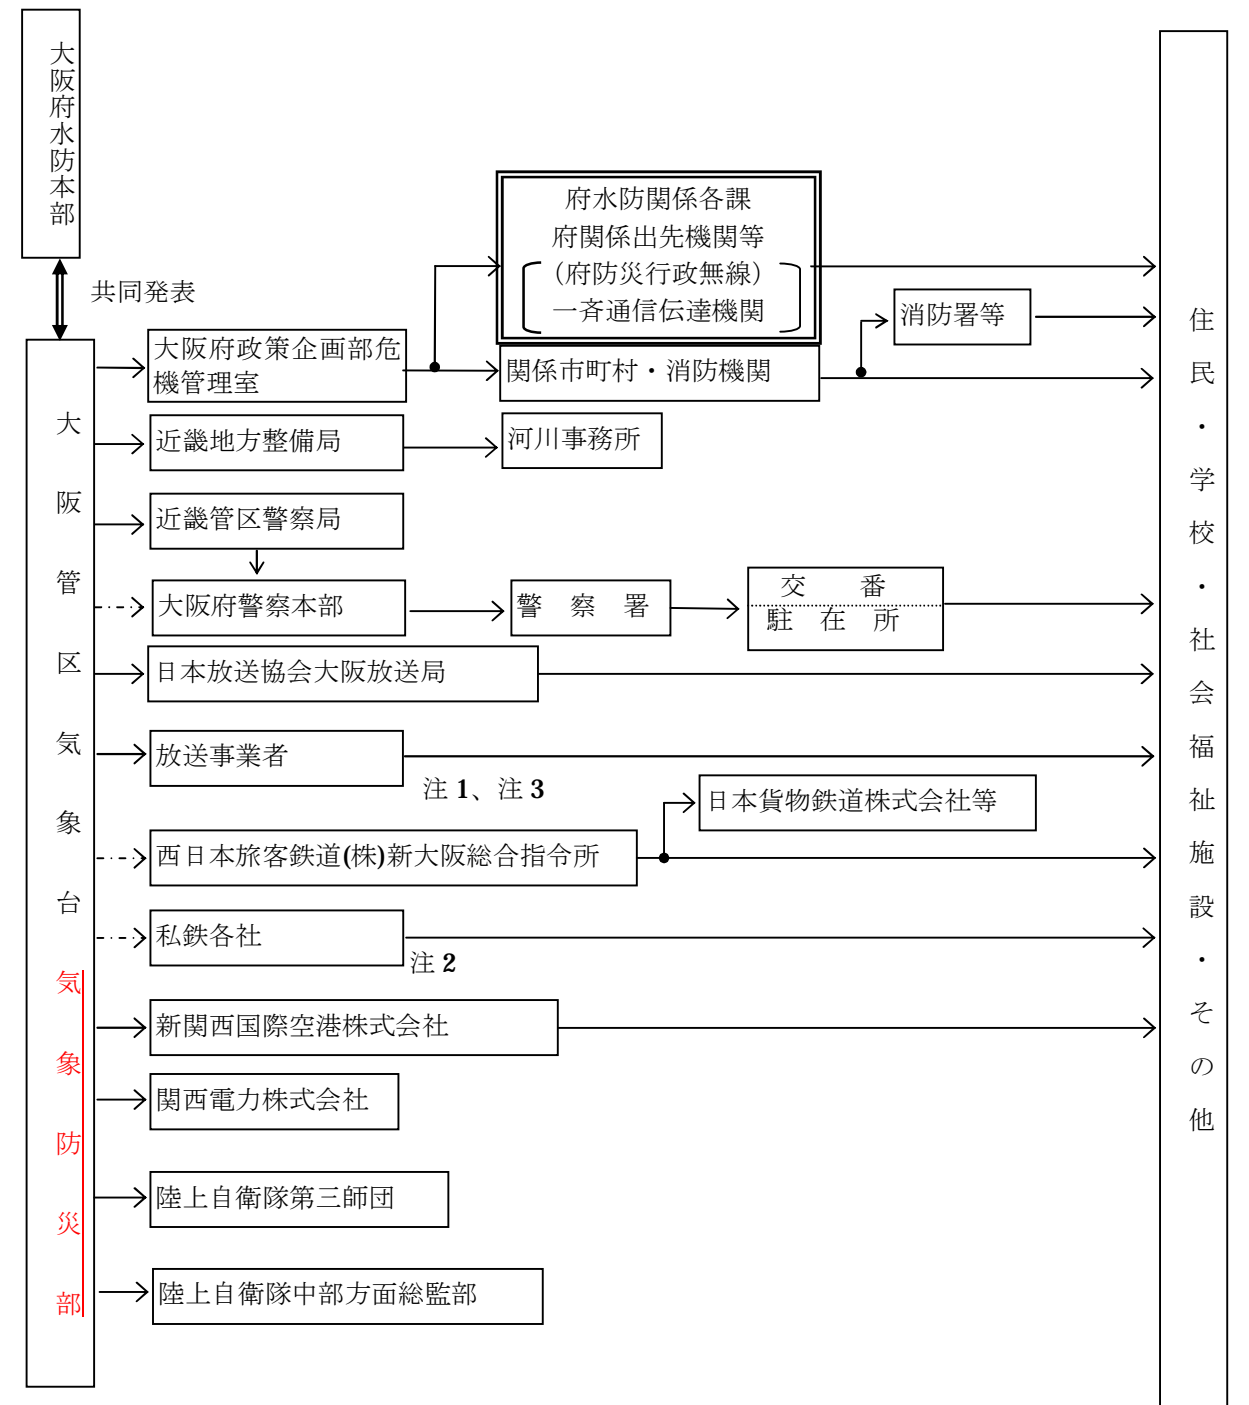 大阪府水防本部
共同発表
大阪管区気象台気象防災部
府水防関係各課
府関係出先機関等
(府防災行政無線)
一斉通信伝達機関
消防署等
大阪府政策企画部危
機管理室
関係市町村・消防機関
近畿地方整備局
河川事務所
近畿管区警察局
大阪府警察本部
警 察 署
交 番
駐 在 所
日本放送協会大阪放送局
放送事業者
注 1、注 3
日本貨物鉄道株式会社等
西日本旅客鉄道(株)新大阪総合指令所
私鉄各社
注 2
新関西国際空港株式会社
関西電力株式会社
陸上自衛隊第三師団
陸上自衛隊中部方面総監部
住民・学校・社会福祉施設・その他